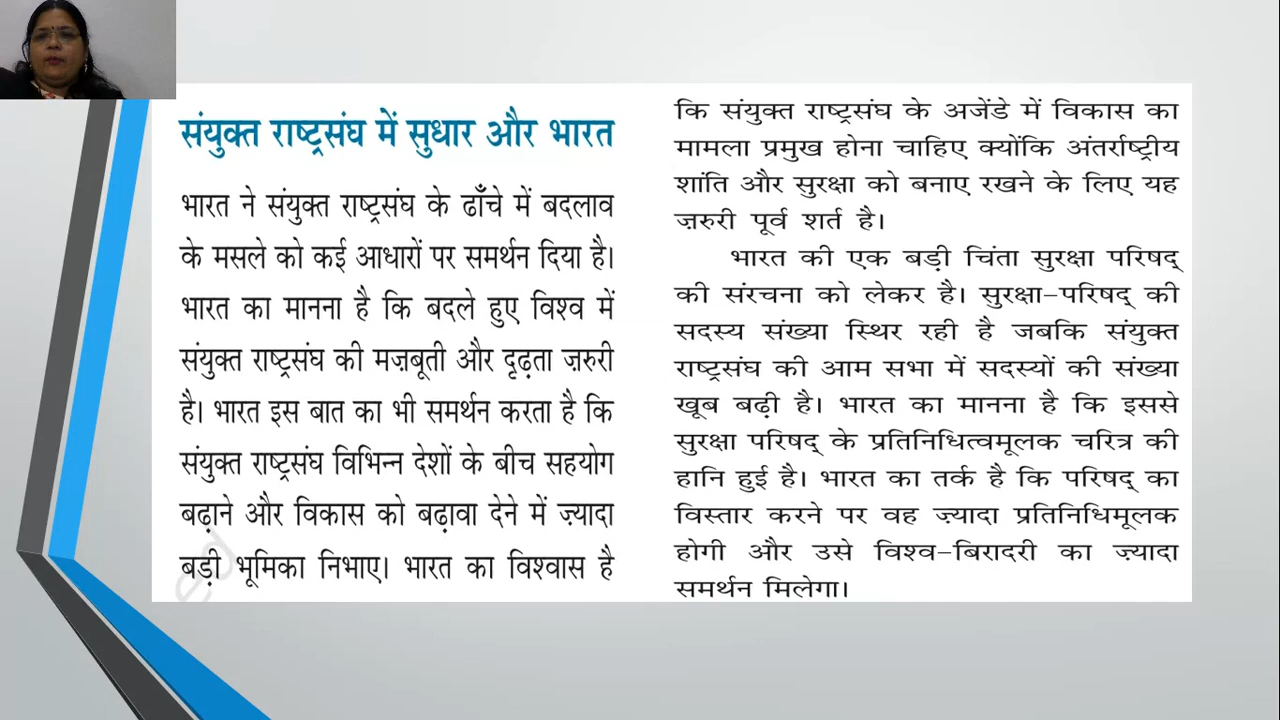 संयुक्त राष्ट्रसंघ में सुधार और भारत
भारत ने संयुक्त राष्ट्रसंघ के ढाँचे में बदलाव
के मसले को कई आधारों पर समर्थन दिया है।
भारत का मानना है कि बदले हुए विश्व में
संयुक्त राष्ट्रसंघ की मज़बूती और दृढ़ता ज़रुरी
है। भारत इस बात का भी समर्थन करता है कि
संयुक्त राष्ट्रसंघ विभिन्न देशों के बीच सहयोग
बढ़ाने और विकास को बढ़ावा देने में ज़्यादा
बड़ी भूमिका निभाए। भारत का विश्वास है
कि संयुक्त राष्ट्रसंघ के अजेंडे में विकास का
मामला प्रमुख होना चाहिए क्योंकि अंतर्राष्ट्रीय
शांति और सुरक्षा को बनाए रखने के लिए यह
ज़रुरी पूर्व शर्त है।
भारत की एक बड़ी चिंता सुरक्षा परिषद्
की संरचना को लेकर है। सुरक्षा-परिषद् की
सदस्य संख्या स्थिर रही है जबकि संयुक्त
राष्ट्रसंघ की आम सभा में सदस्यों की संख्या
खूब बढ़ी है। भारत का मानना है कि इससे
सुरक्षा परिषद् के प्रतिनिधित्वमूलक चरित्र की
हानि हुई है। भारत का तर्क है कि परिषद् का
विस्तार करने पर वह ज़्यादा प्रतिनिधिमूलक
होगी और उसे विश्व-बिरादरी का ज़्यादा
समर्थन मिलेगा।
ed